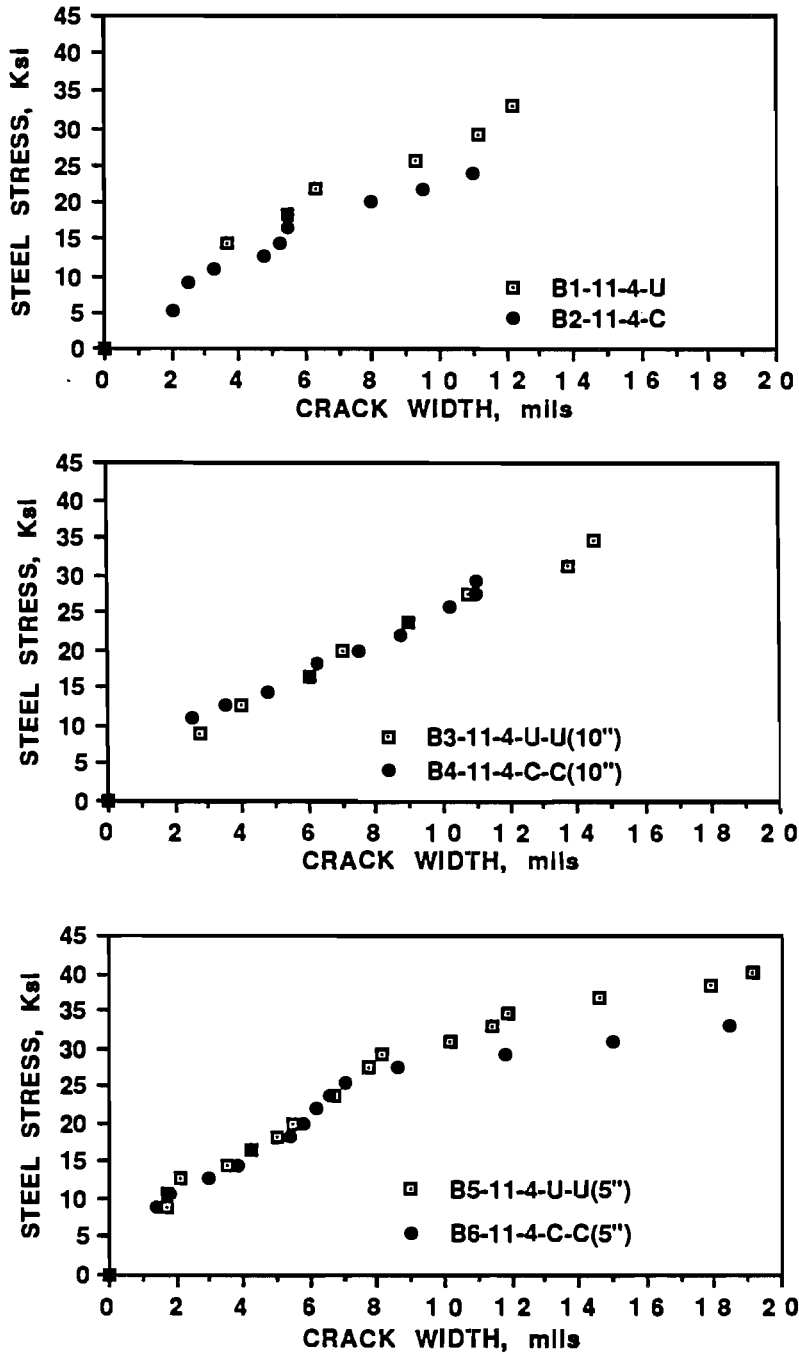 STEEL STRESS, Ksi
45
40
35
30
25
20
15
10
5
0
B1-11-4-U
B2-11-4-C
0 2 4 6 8 10 12 14 16 18 20
CRACK WIDTH, mils
STEEL STRESS, Ksi
45
40
35
30
25
20
15
10
5
0
B3-11-4-U-U(10")
B4-11-4-C-C(10")
0 2 4 6 8 10 12 14 16 18 20
CRACK WIDTH, mils
STEEL STRESS, Ksi
45
40
35
30
25
20
15
10
5
0
B5-11-4-U-U(5")
B6-11-4-C-C(5")
0 2 4 6 8 10 12 14 16 18 20
CRACK WIDTH, mils